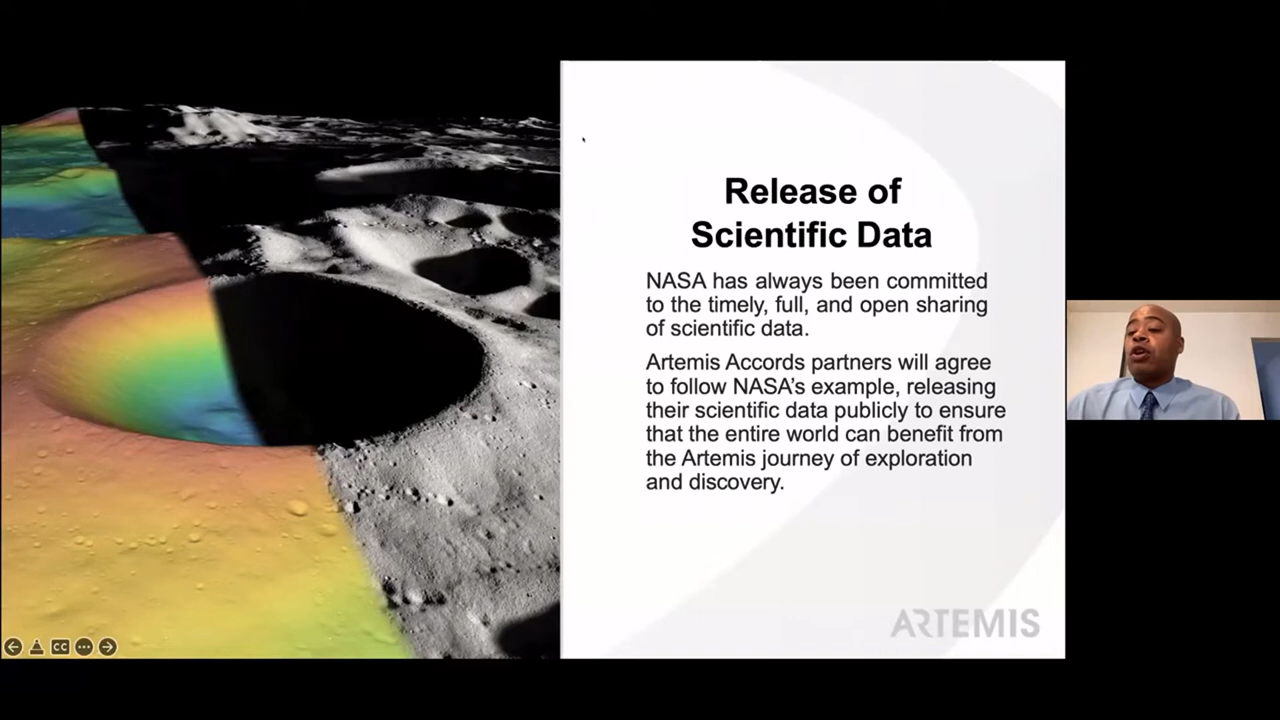 Release of
Scientific Data
NASA has always been committed
to the timely, full, and open sharing
of scientific data.
Artemis Accords partners will agree
to follow NASA's example, releasing
their scientific data publicly to ensure
that the entire world can benefit from
the Artemis journey of exploration
and discovery.
ARTEMIS
CC